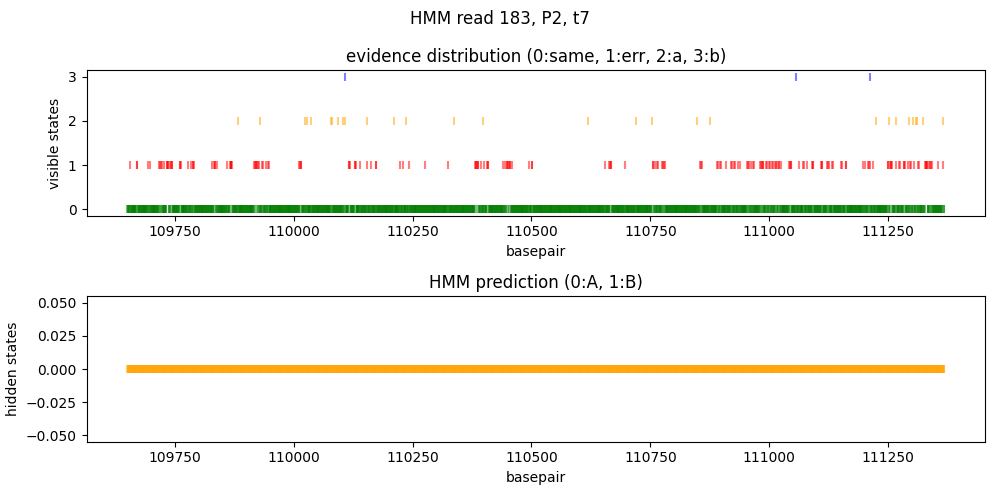 HMM read 183, P2, t7
evidence distribution (0:same, 1:err, 2:a, 3:b)
visible states
3
2
1
0
109750 110000 110250 110500 110750 111000 111250
basepair
HMM prediction (0:A, 1:B)
hidden states
0.050
0.025
0.000
−0.025
−0.050
109750 110000 110250 110500 110750 111000 111250
basepair